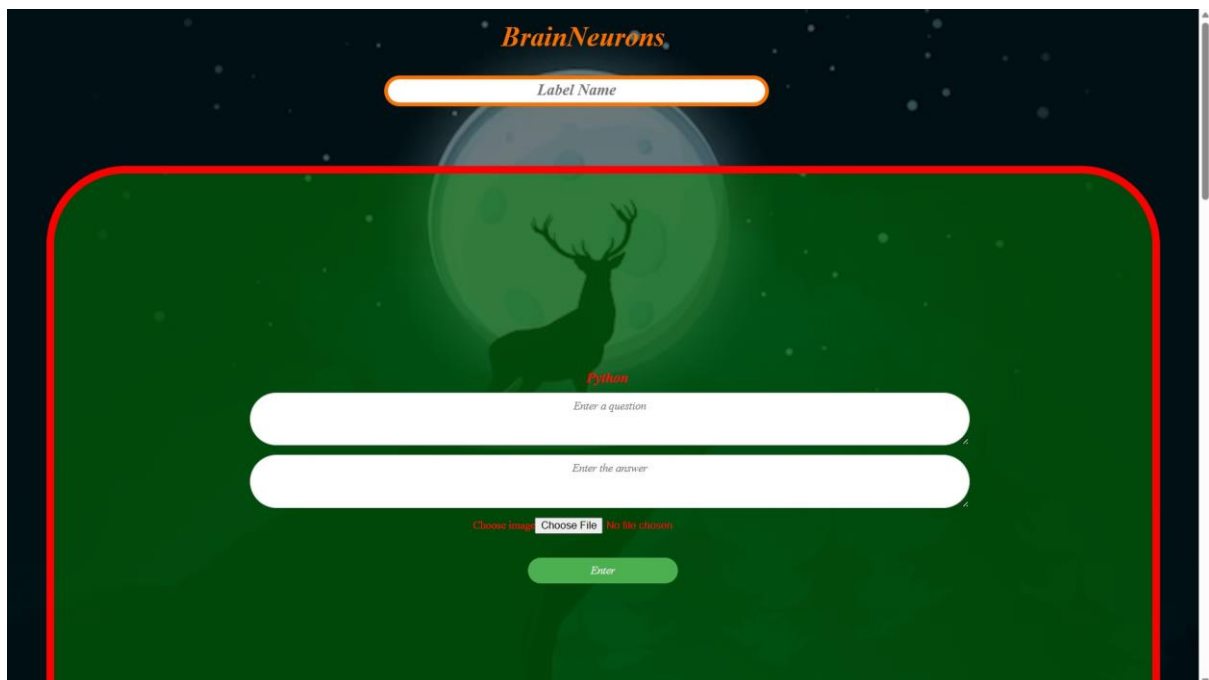 BrainNeurons
Label Name
Python
Enter a question
Enter the answer
Choose image Choose File No file chosen
Enter